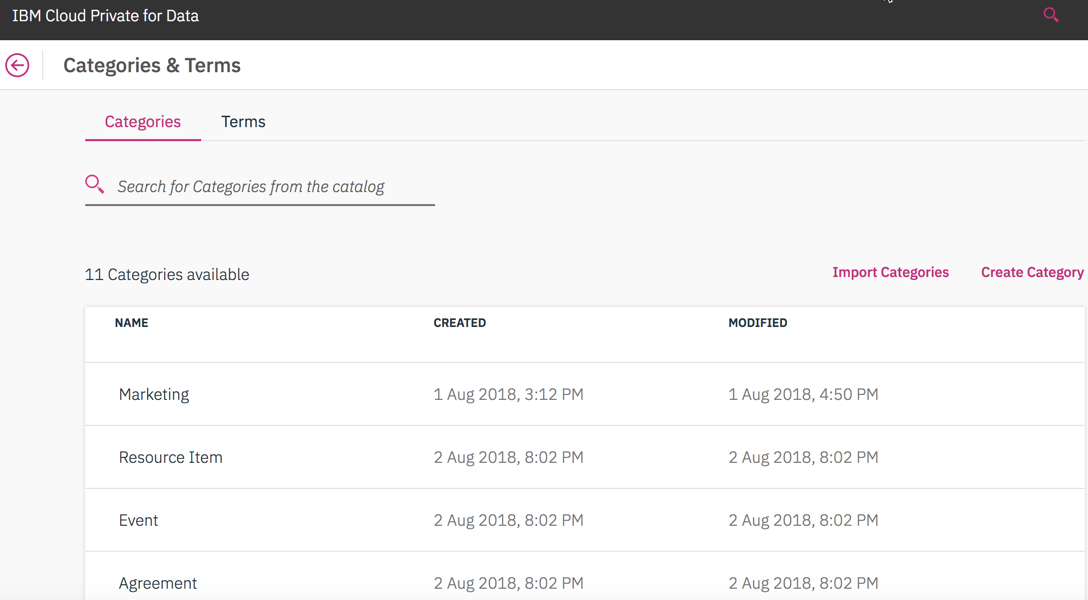 IBM Cloud Private for Data
Categories & Terms
Categories Terms
Search for Categories from the catalog
11 Categories available Import Categories Create Category
NAME CREATED MODIFIED
Marketing 1 Aug 2018, 3:12 PM 1 Aug 2018, 4:50 PM
Resource Item 2 Aug 2018, 8:02 PM 2 Aug 2018, 8:02 PM
Event 2 Aug 2018, 8:02 PM 2 Aug 2018, 8:02 PM
Agreement 2 Aug 2018, 8:02 PM 2 Aug 2018, 8:02 PM